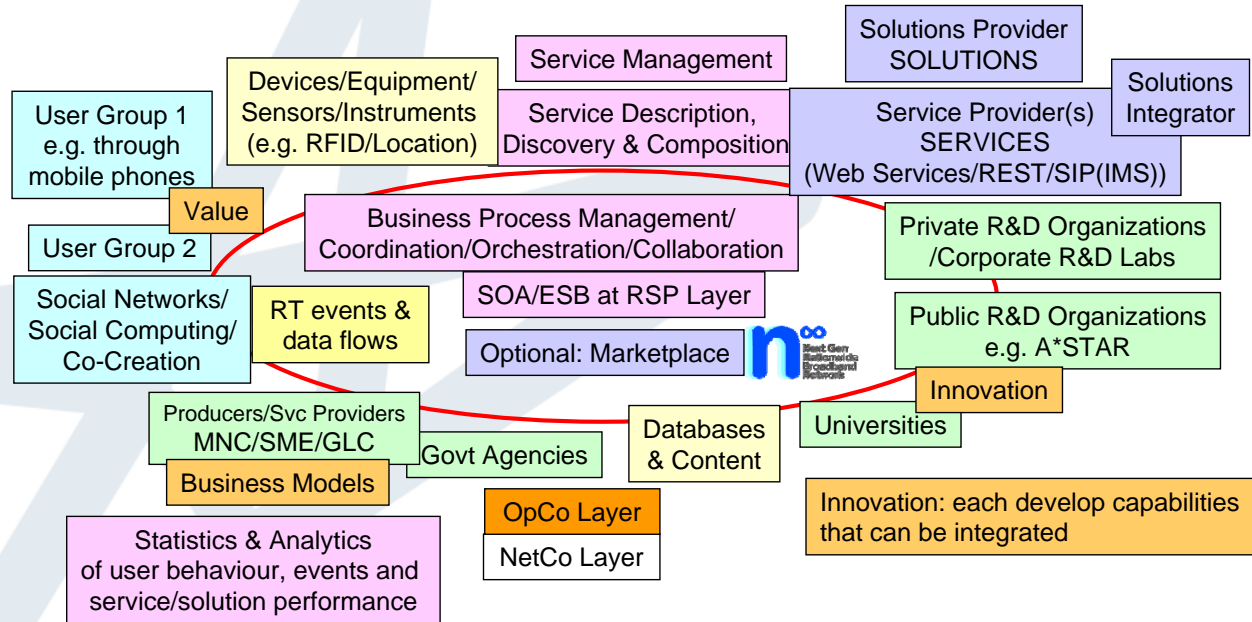 Solutions Provider
SOLUTIONS
Service Management
Devices/Equipment/
Sensors/Instruments
(e.g. RFID/Location)
Solutions
Integrator
User Group 1
e.g. through
mobile phones
Service Description,
Discovery & Composition
Service Provider(s)
SERVICES
(Web Services/REST/SIP(IMS))
Value
Business Process Management/
Coordination/Orchestration/Collaboration
Private R&D Organizations
/Corporate R&D Labs
User Group 2
Social Networks/
Social Computing/
Co-Creation
RT events &
data flows
SOA/ESB at RSP Layer
Public R&D Organizations
e.g. A*STAR
Optional: Marketplace
n∞
Next Gen
Nationwide
Broadband
Network
Innovation
Producers/Svc Providers
MNC/SME/GLC
Govt Agencies
Databases
& Content
Universities
Business Models
OpCo Layer
NetCo Layer
Innovation: each develop capabilities
that can be integrated
Statistics & Analytics
of user behaviour, events and
service/solution performance